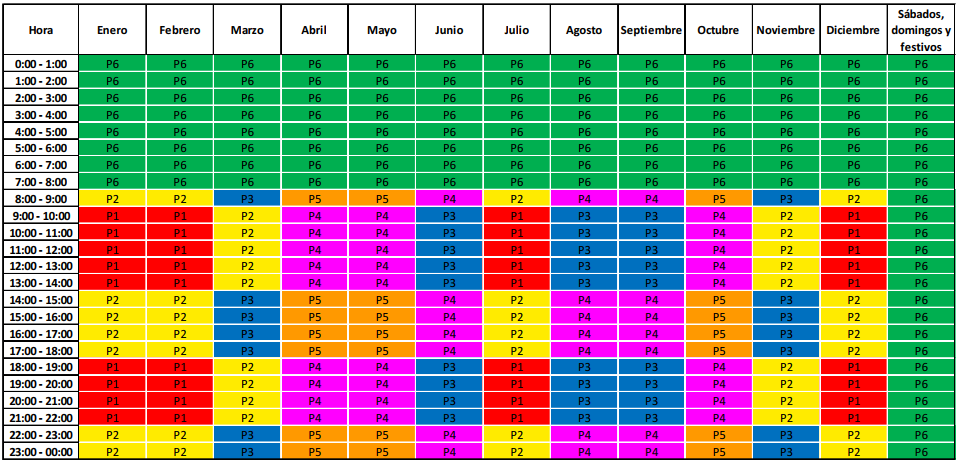 Hora Enero Febrero Marzo Abril Mayo Junio Julio Agosto Septiembre Octubre Noviembre Diciembre Sábados, domingos y festivos
0:00 - 1:00 P6 P6 P6 P6 P6 P6 P6 P6 P6 P6 P6 P6 P6
1:00 - 2:00 P6 P6 P6 P6 P6 P6 P6 P6 P6 P6 P6 P6 P6
2:00 - 3:00 P6 P6 P6 P6 P6 P6 P6 P6 P6 P6 P6 P6 P6
3:00 - 4:00 P6 P6 P6 P6 P6 P6 P6 P6 P6 P6 P6 P6 P6
4:00 - 5:00 P6 P6 P6 P6 P6 P6 P6 P6 P6 P6 P6 P6 P6
5:00 - 6:00 P6 P6 P6 P6 P6 P6 P6 P6 P6 P6 P6 P6 P6
6:00 - 7:00 P6 P6 P6 P6 P6 P6 P6 P6 P6 P6 P6 P6 P6
7:00 - 8:00 P6 P6 P6 P6 P6 P6 P6 P6 P6 P6 P6 P6 P6
8:00 - 9:00 P2 P2 P3 P5 P5 P4 P2 P4 P4 P5 P3 P2 P6
9:00 - 10:00 P1 P1 P2 P4 P4 P3 P1 P3 P3 P4 P2 P1 P6
10:00 - 11:00 P1 P1 P2 P4 P4 P3 P1 P3 P3 P4 P2 P1 P6
11:00 - 12:00 P1 P1 P2 P4 P4 P3 P1 P3 P3 P4 P2 P1 P6
12:00 - 13:00 P1 P1 P2 P4 P4 P3 P1 P3 P3 P4 P2 P1 P6
13:00 - 14:00 P1 P1 P2 P4 P4 P3 P1 P3 P3 P4 P2 P1 P6
14:00 - 15:00 P2 P2 P3 P5 P5 P4 P2 P4 P4 P5 P3 P2 P6
15:00 - 16:00 P2 P2 P3 P5 P5 P4 P2 P4 P4 P5 P3 P2 P6
16:00 - 17:00 P2 P2 P3 P5 P5 P4 P2 P4 P4 P5 P3 P2 P6
17:00 - 18:00 P2 P2 P3 P5 P5 P4 P2 P4 P4 P5 P3 P2 P6
18:00 - 19:00 P1 P1 P2 P4 P4 P3 P1 P3 P3 P4 P2 P1 P6
19:00 - 20:00 P1 P1 P2 P4 P4 P3 P1 P3 P3 P4 P2 P1 P6
20:00 - 21:00 P1 P1 P2 P4 P4 P3 P1 P3 P3 P4 P2 P1 P6
21:00 - 22:00 P1 P1 P2 P4 P4 P3 P1 P3 P3 P4 P2 P1 P6
22:00 - 23:00 P2 P2 P3 P5 P5 P4 P2 P4 P4 P5 P3 P2 P6
23:00 - 00:00 P2 P2 P3 P5 P5 P4 P2 P4 P4 P5 P3 P2 P6